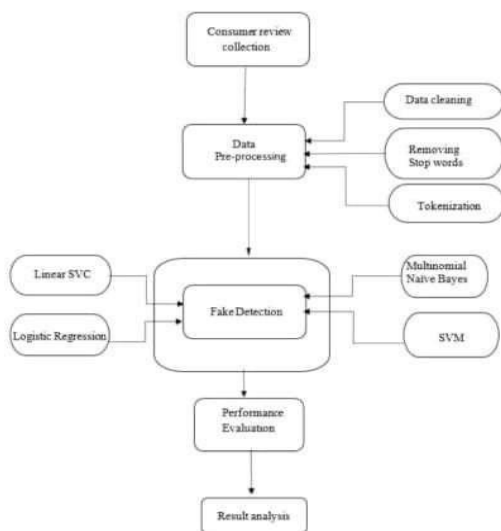 Consumer review
collection
Data cleaning
Data
Pre-processing
Removing
Stop words
Tokenization
Linear SVC
Multinomial
Naïve Bayes
Fake Detection
Logistic Regression
SVM
Performance
Evaluation
Result analysis